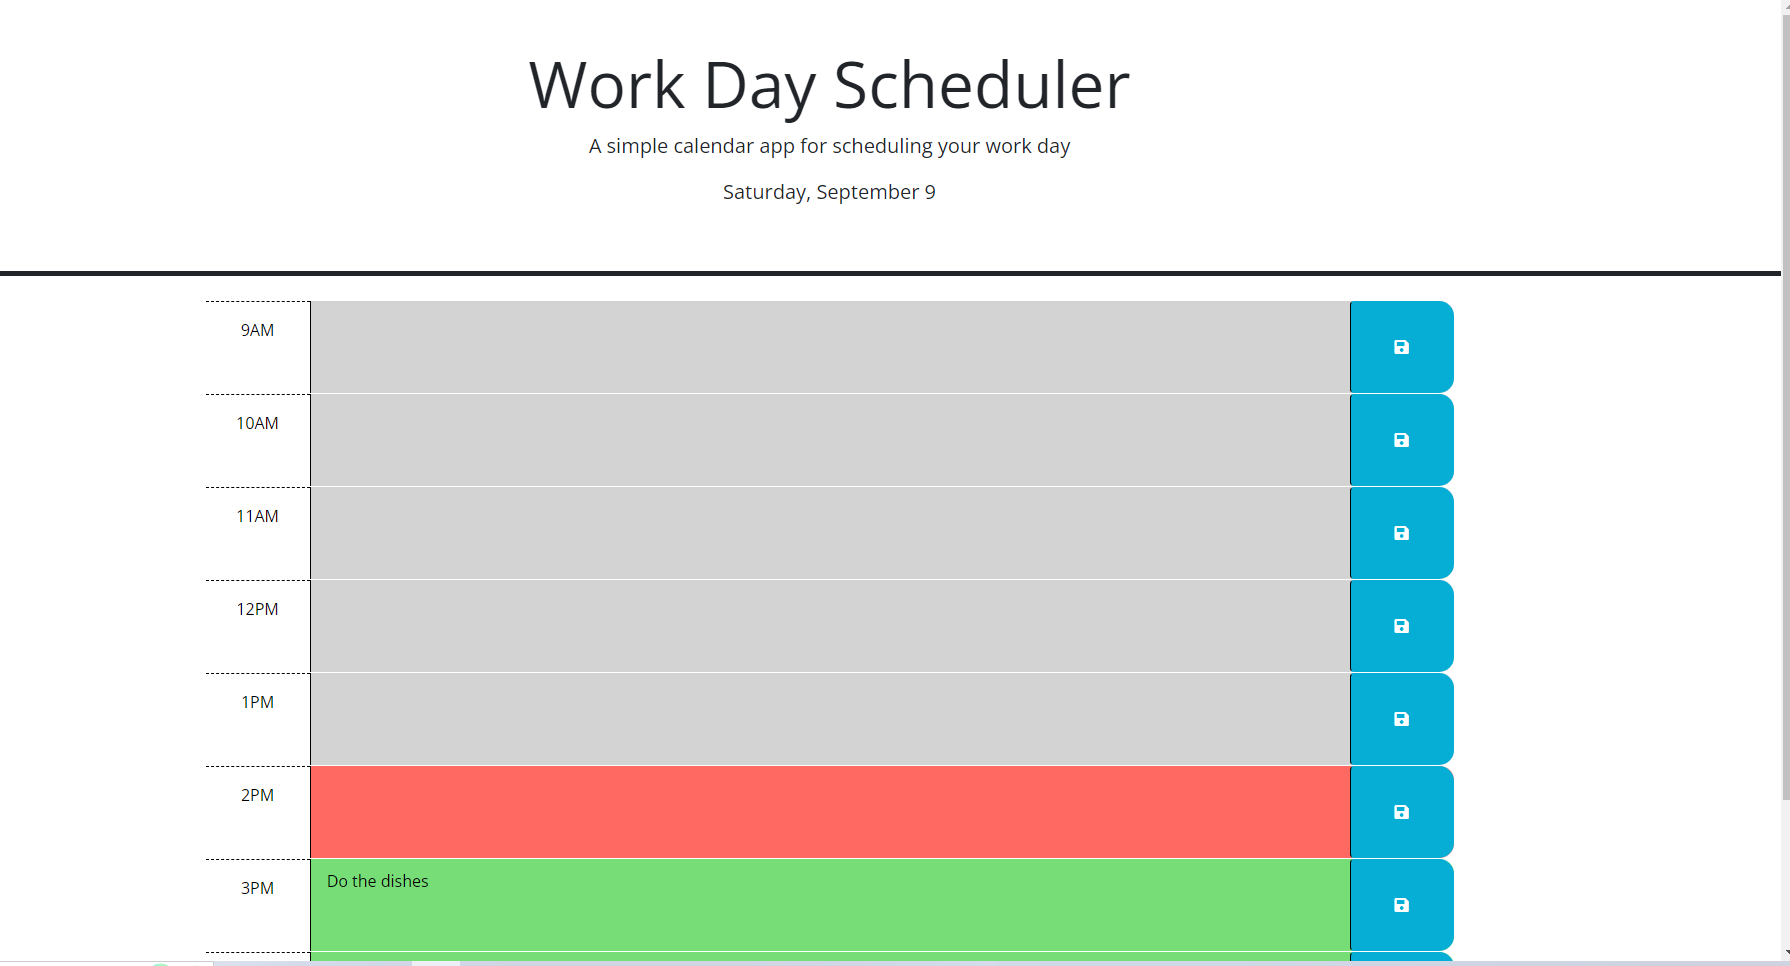 Work Day Scheduler
A simple calendar app for scheduling your work day
Saturday, September 9
9AM
10AM
11AM
12PM
1PM
2PM
3PM
Do the dishes